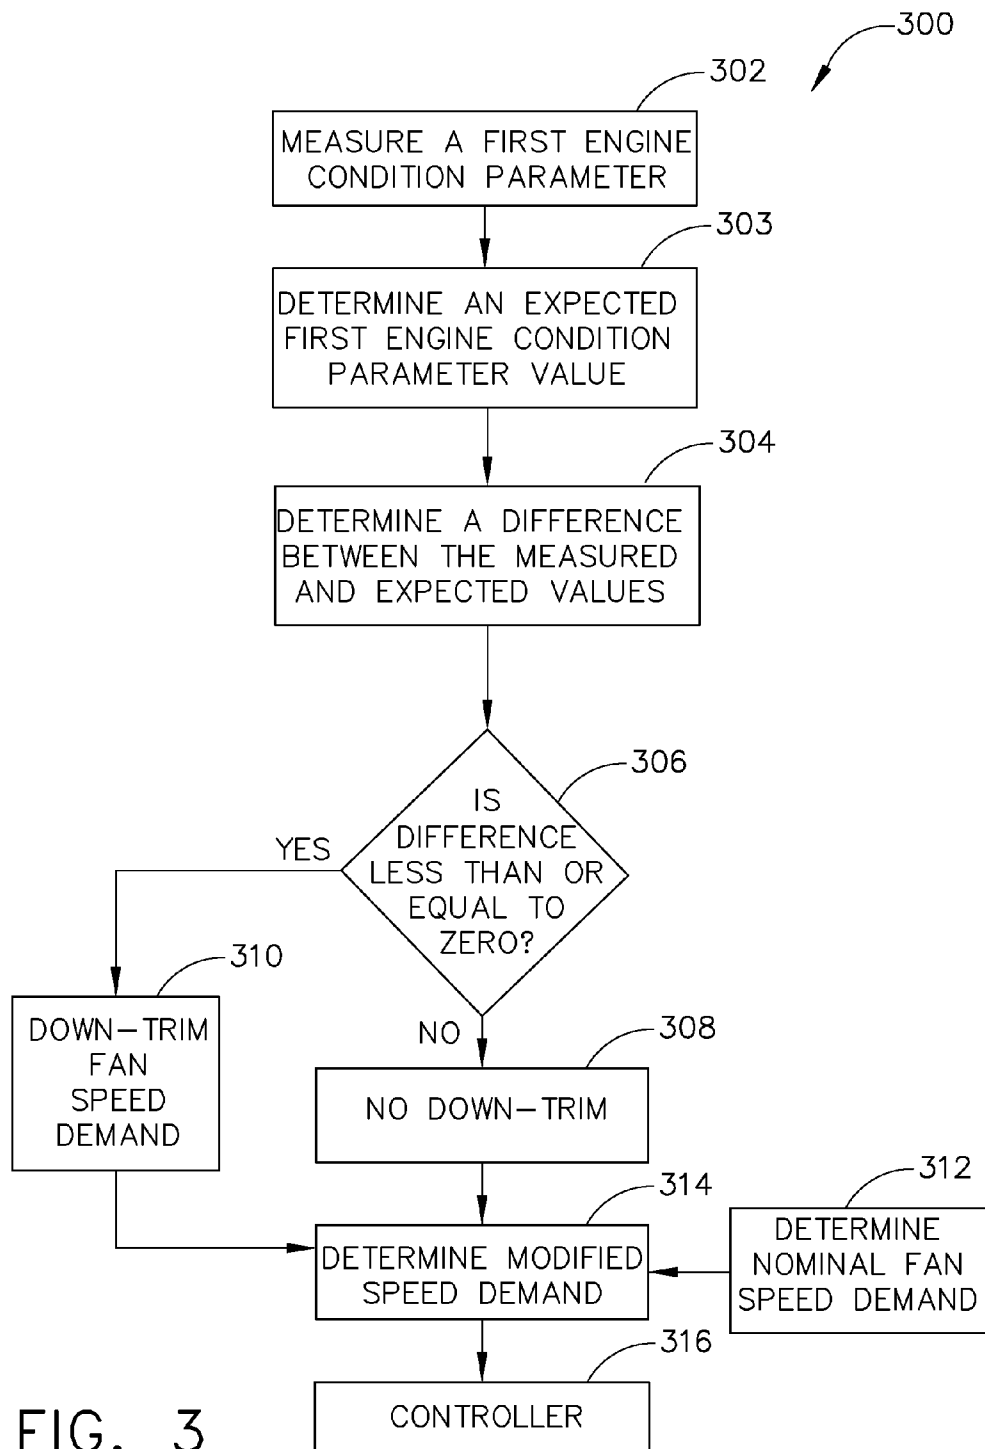 300
302
MEASURE A FIRST ENGINE
CONDITION PARAMETER
303
DETERMINE AN EXPECTED
FIRST ENGINE CONDITION
PARAMETER VALUE
304
DETERMINE A DIFFERENCE
BETWEEN THE MEASURED
AND EXPECTED VALUES
306
IS
DIFFERENCE
LESS THAN OR
EQUAL TO
ZERO?
YES
NO
310
DOWN-TRIM
FAN
SPEED
DEMAND
308
NO DOWN-TRIM
314
DETERMINE MODIFIED
SPEED DEMAND
312
DETERMINE
NOMINAL FAN
SPEED DEMAND
316
CONTROLLER
FIG. 3